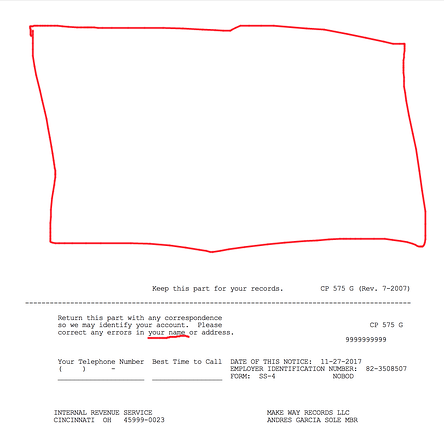 Keep this part for your records. CP 575 G (Rev. 7-2007)
Return this part with any correspondence
so we may identify your account. Please CP 575 G
correct any errors in your name or address.
9999999999
Your Telephone Number Best Time to Call DATE OF THIS NOTICE: 11-27-2017
( ) - EMPLOYER IDENTIFICATION NUMBER: 82-3508507
FORM: SS-4 NOBOD
INTERNAL REVENUE SERVICE MAKE WAY RECORDS LLC
CINCINNATI OH 45999-0023 ANDRES GARCIA SOLE MBR